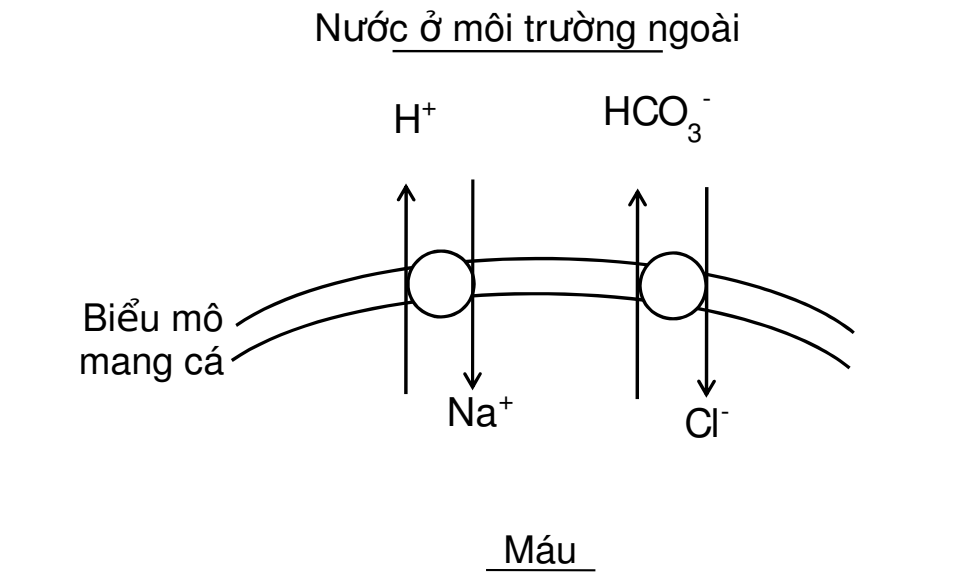 Nước ở môi trường ngoài
H⁺ HCO₃⁻
Biểu mô
mang cá
Na⁺ Cl⁻
Máu